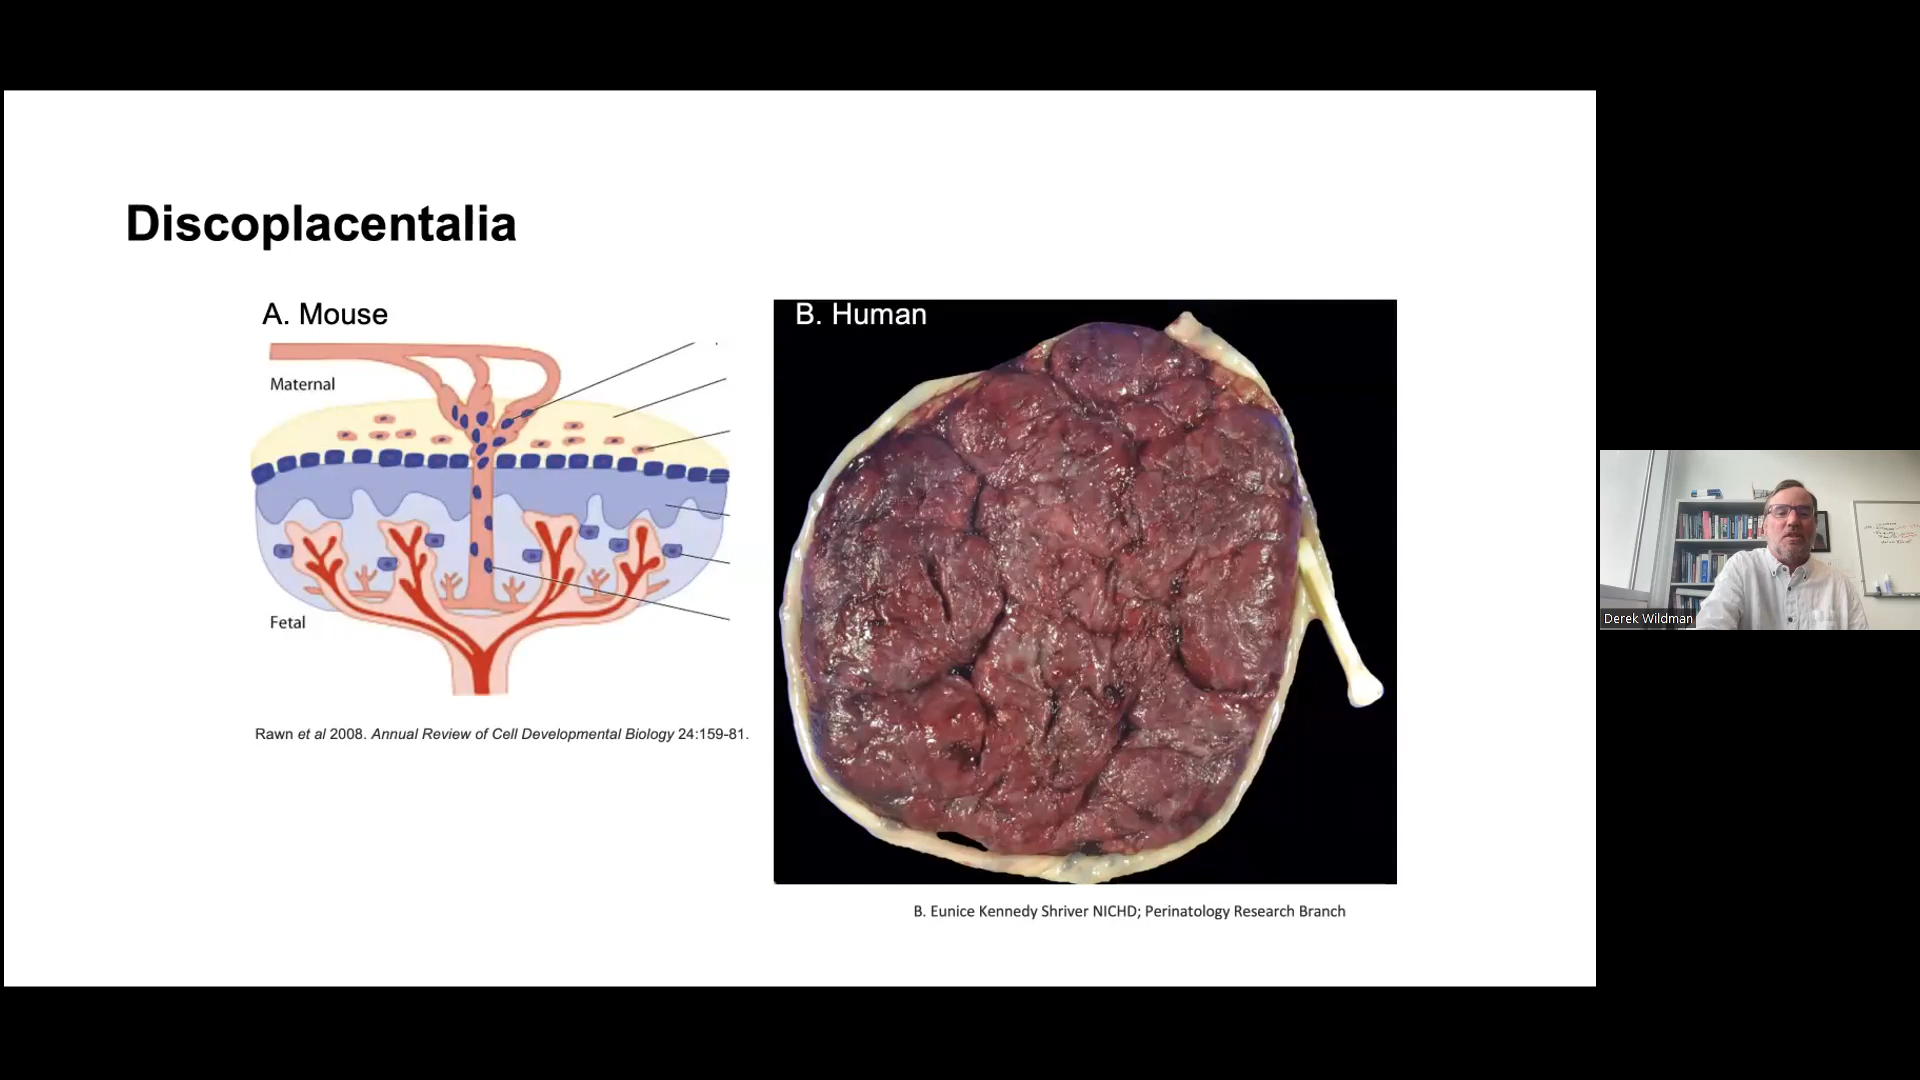 Discoplacentalia
A. Mouse
Maternal
Fetal
Rawn et al 2008. Annual Review of Cell Developmental Biology 24:159-81.
B. Human
B. Eunice Kennedy Shriver NICHD; Perinatology Research Branch
Derek Wildman